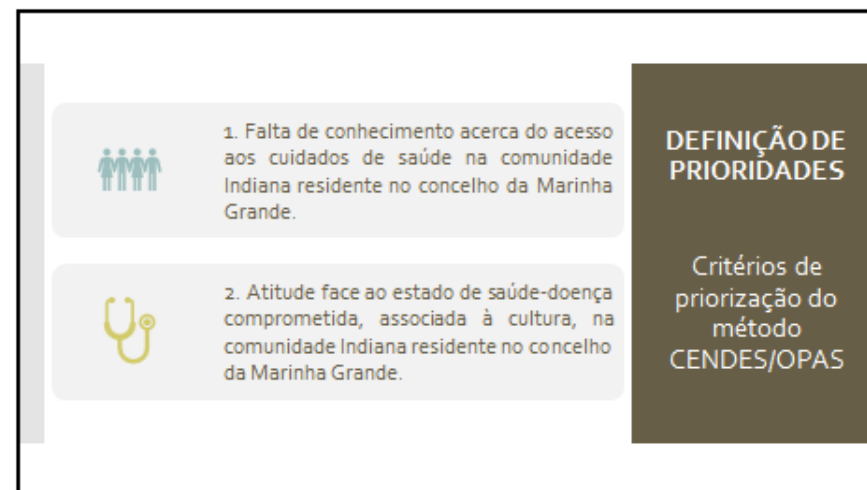 1. Falta de conhecimento acerca do acesso
aos cuidados de saúde na comunidade
Indiana residente no concelho da Marinha
Grande.
2. Atitude face ao estado de saúde-doença
comprometida, associada à cultura, na
comunidade Indiana residente no concelho
da Marinha Grande.
DEFINIÇÃO DE
PRIORIDADES
Critérios de
priorização do
método
CENDES/OPAS